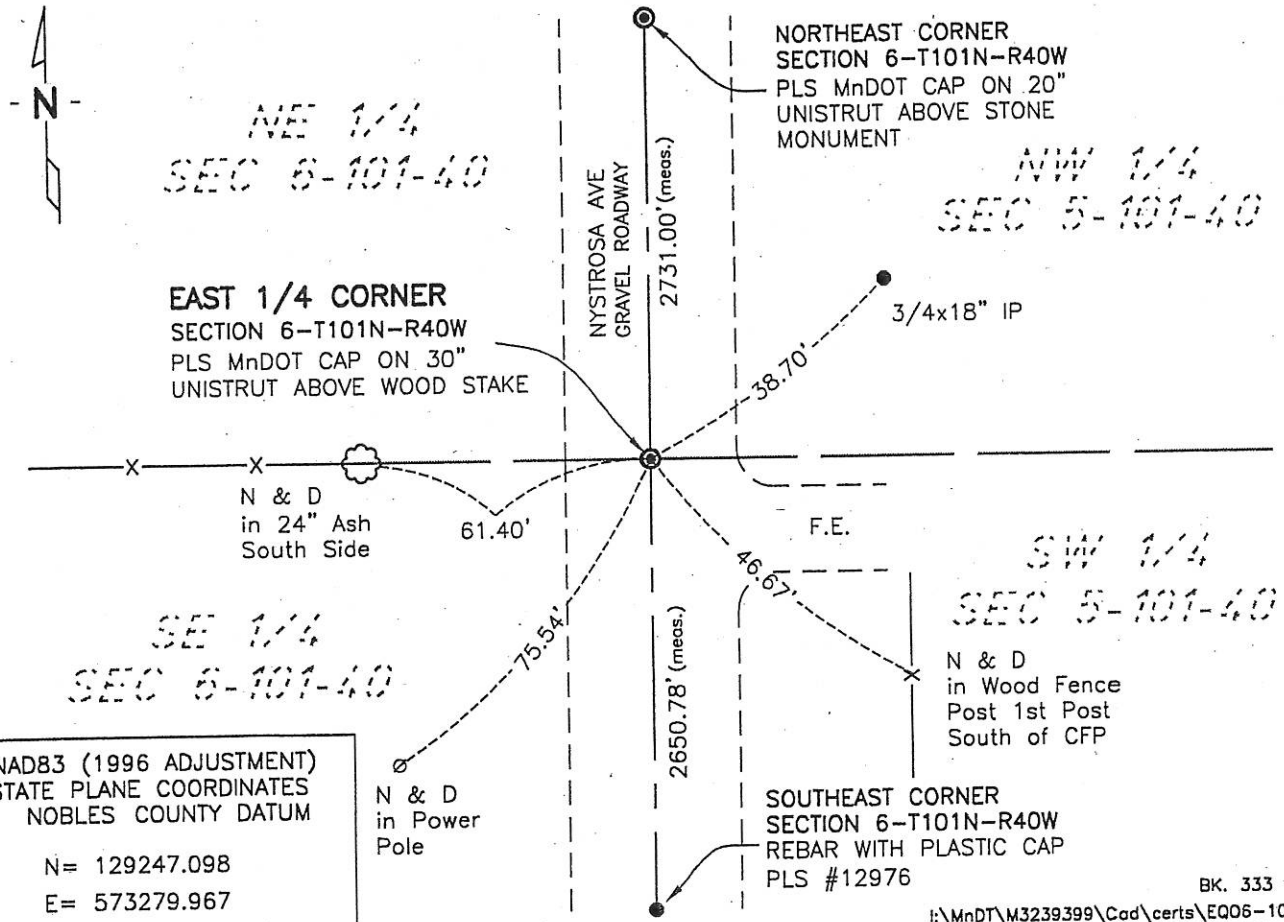 NORTHEAST CORNER
SECTION 6-T101N-R40W
PLS MnDOT CAP ON 20"
UNISTRUT ABOVE STONE
MONUMENT
- N -
NE 1/4
SEC 6-101-40
NW 1/4
SEC 5-101-40
NYSTROSA AVE
GRAVEL ROADWAY
2731.00' (meas.)
EAST 1/4 CORNER
SECTION 6-T101N-R40W
PLS MnDOT CAP ON 30"
UNISTRUT ABOVE WOOD STAKE
3/4x18" IP
38.70'
N & D
in 24" Ash
South Side
61.40'
F.E.
46.67'
SW 1/4
SEC 5-101-40
SE 1/4
SEC 6-101-40
75.54'
2650.78' (meas.)
N & D
in Wood Fence
Post 1st Post
South of CFP
NAD83 (1996 ADJUSTMENT)
STATE PLANE COORDINATES
NOBLES COUNTY DATUM
N= 129247.098
E= 573279.967
N & D
in Power
Pole
SOUTHEAST CORNER
SECTION 6-T101N-R40W
REBAR WITH PLASTIC CAP
PLS #12976
BK. 333
I:\MnDT\M3239399\Cad\certs\EQ06-10